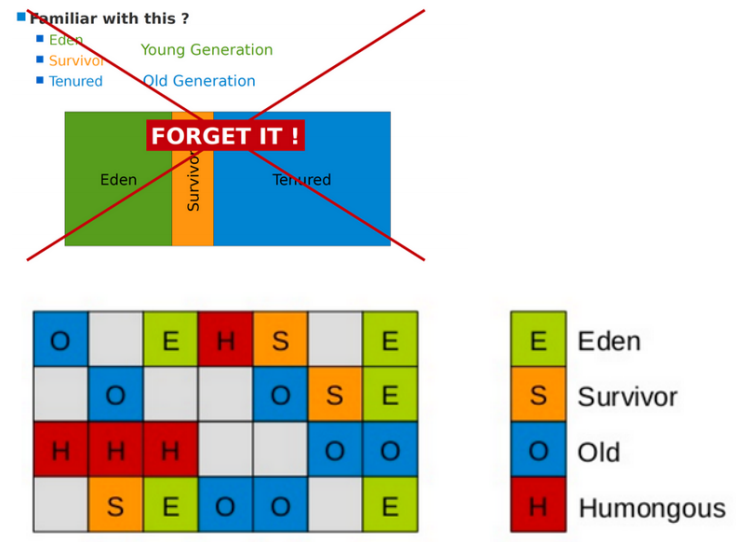 Familiar with this ?
Eden
Survivor
Tenured
Young Generation
Old Generation
FORGET IT !
Eden
Survivor
Tenured
O E H S E
O O S E
H H H O O
S E O O E
E Eden
S Survivor
O Old
H Humongous